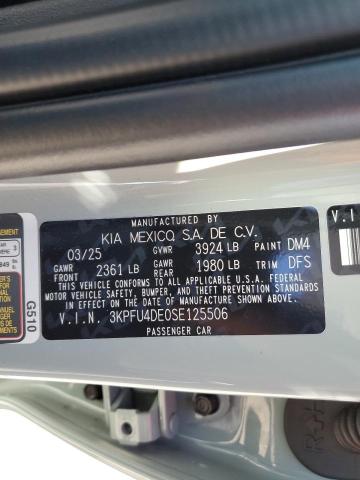 MANUFACTURED BY
KIA MEXICO S.A. DE C.V.
03/25 GVWR 3924 LB PAINT DM4
GAWR FRONT 2361 LB GAWR REAR 1980 LB TRIM DFS
THIS VEHICLE CONFORMS TO ALL APPLICABLE U.S.A. FEDERAL
MOTOR VEHICLE SAFETY, BUMPER, AND THEFT PREVENTION
STANDARDS IN EFFECT ON THE DATE OF MANUFACTURE SHOWN ABOVE.
V.I.N. 3KPFU4DE0SE125506
PASSENGER CAR
G510
V.I